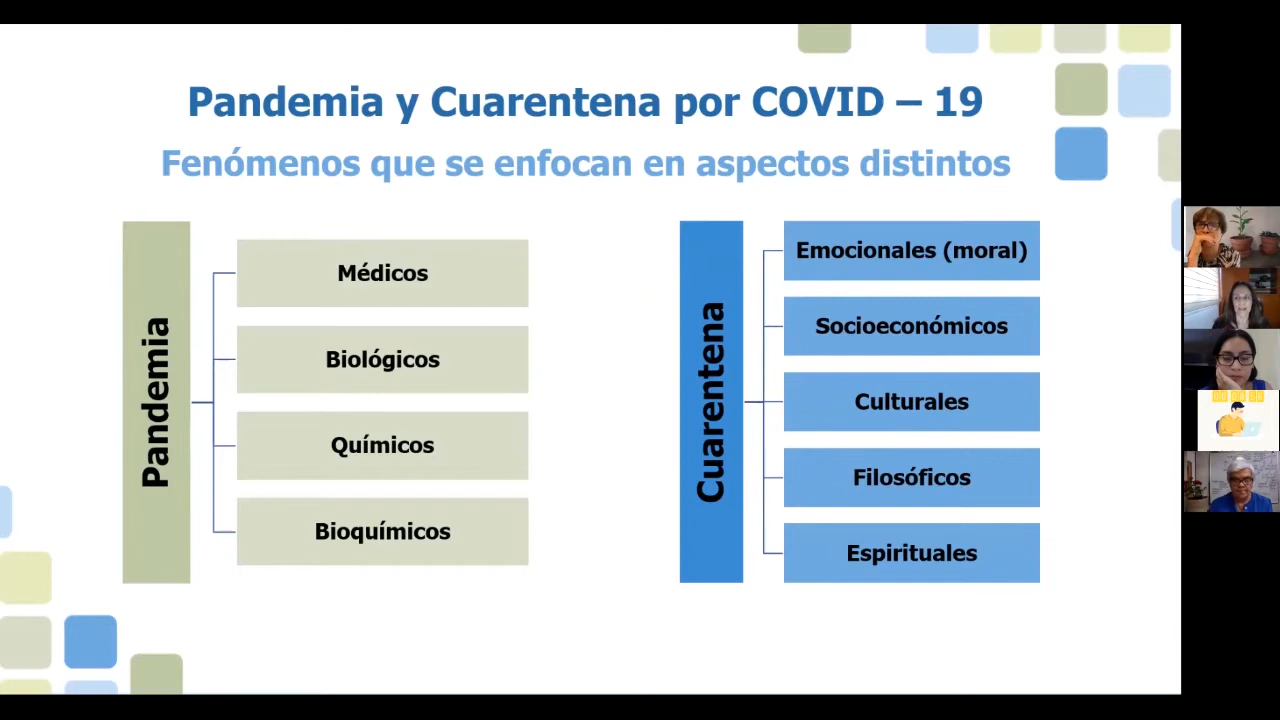 Pandemia y Cuarentena por COVID – 19
Fenómenos que se enfocan en aspectos distintos
Pandemia
Médicos
Biológicos
Químicos
Bioquímicos
Cuarentena
Emocionales (moral)
Socioeconómicos
Culturales
Filosóficos
Espirituales